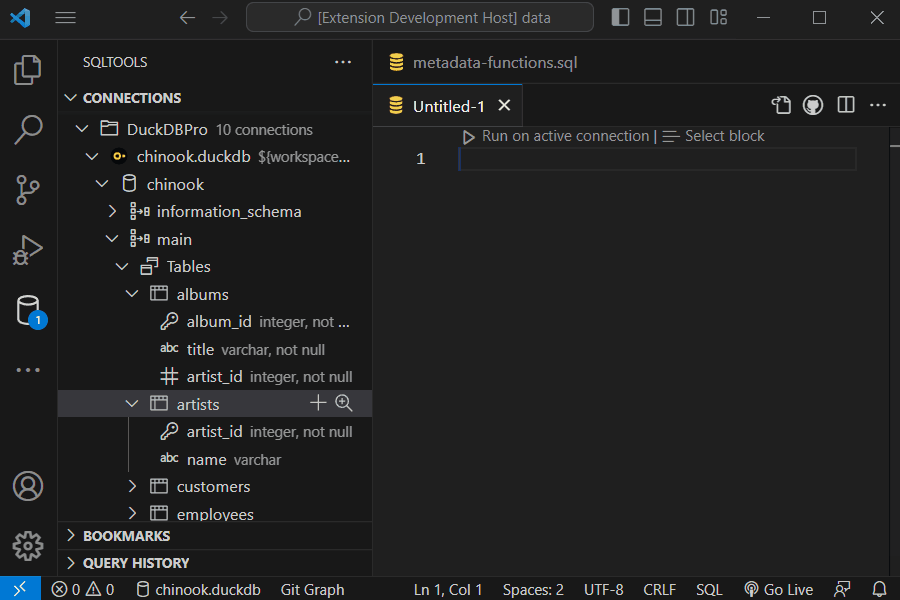 [Extension Development Host] data
SQLTOOLS
CONNECTIONS
DuckDBPro 10 connections
chinook.duckdb ${workspace...
chinook
information_schema
main
Tables
albums
album_id integer, not ...
abc title varchar, not null
artist_id integer, not null
artists
artist_id integer, not null
abc name varchar
customers
employees
BOOKMARKS
QUERY HISTORY
1
metadata-functions.sql
Untitled-1
Run on active connection | Select block
1
0 0 chinook.duckdb Git Graph Ln 1, Col 1 Spaces: 2 UTF-8 CRLF SQL Go Live